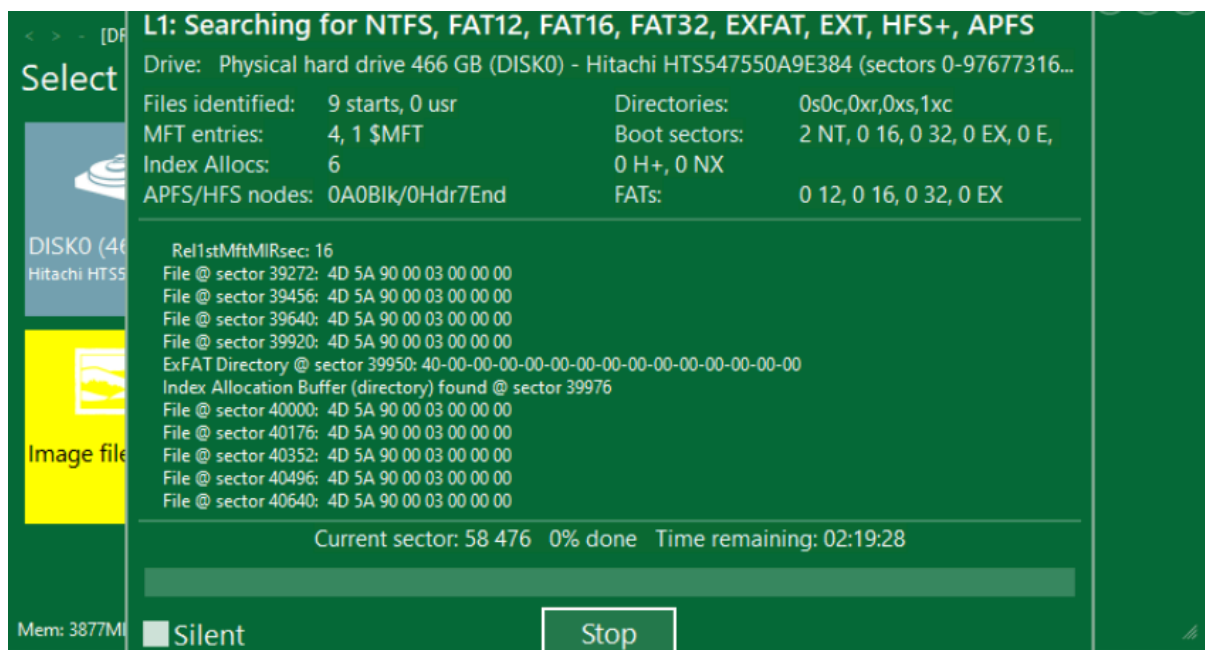 L1: Searching for NTFS, FAT12, FAT16, FAT32, EXFAT, EXT, HFS+, APFS
< > - [DF
Select
Drive: Physical hard drive 466 GB (DISK0) - Hitachi HTS547550A9E384 (sectors 0-97677316...
Files identified: 9 starts, 0 usr Directories: 0s0c,0xr,0xs,1xc
MFT entries: 4, 1 $MFT Boot sectors: 2 NT, 0 16, 0 32, 0 EX, 0 E,
Index Allocs: 6 0 H+, 0 NX
APFS/HFS nodes: 0A0Blk/0Hdr7End FATs: 0 12, 0 16, 0 32, 0 EX
DISK0 (46
Hitachi HTS5
Rel1stMftMIRsec: 16
File @ sector 39272: 4D 5A 90 00 03 00 00 00
File @ sector 39456: 4D 5A 90 00 03 00 00 00
File @ sector 39640: 4D 5A 90 00 03 00 00 00
File @ sector 39920: 4D 5A 90 00 03 00 00 00
ExFAT Directory @ sector 39950: 40-00-00-00-00-00-00-00-00-00-00-00-00-00-00
Index Allocation Buffer (directory) found @ sector 39976
File @ sector 40000: 4D 5A 90 00 03 00 00 00
File @ sector 40176: 4D 5A 90 00 03 00 00 00
File @ sector 40352: 4D 5A 90 00 03 00 00 00
File @ sector 40496: 4D 5A 90 00 03 00 00 00
File @ sector 40640: 4D 5A 90 00 03 00 00 00
Image file
Current sector: 58 476 0% done Time remaining: 02:19:28
Mem: 3877M
Silent
Stop